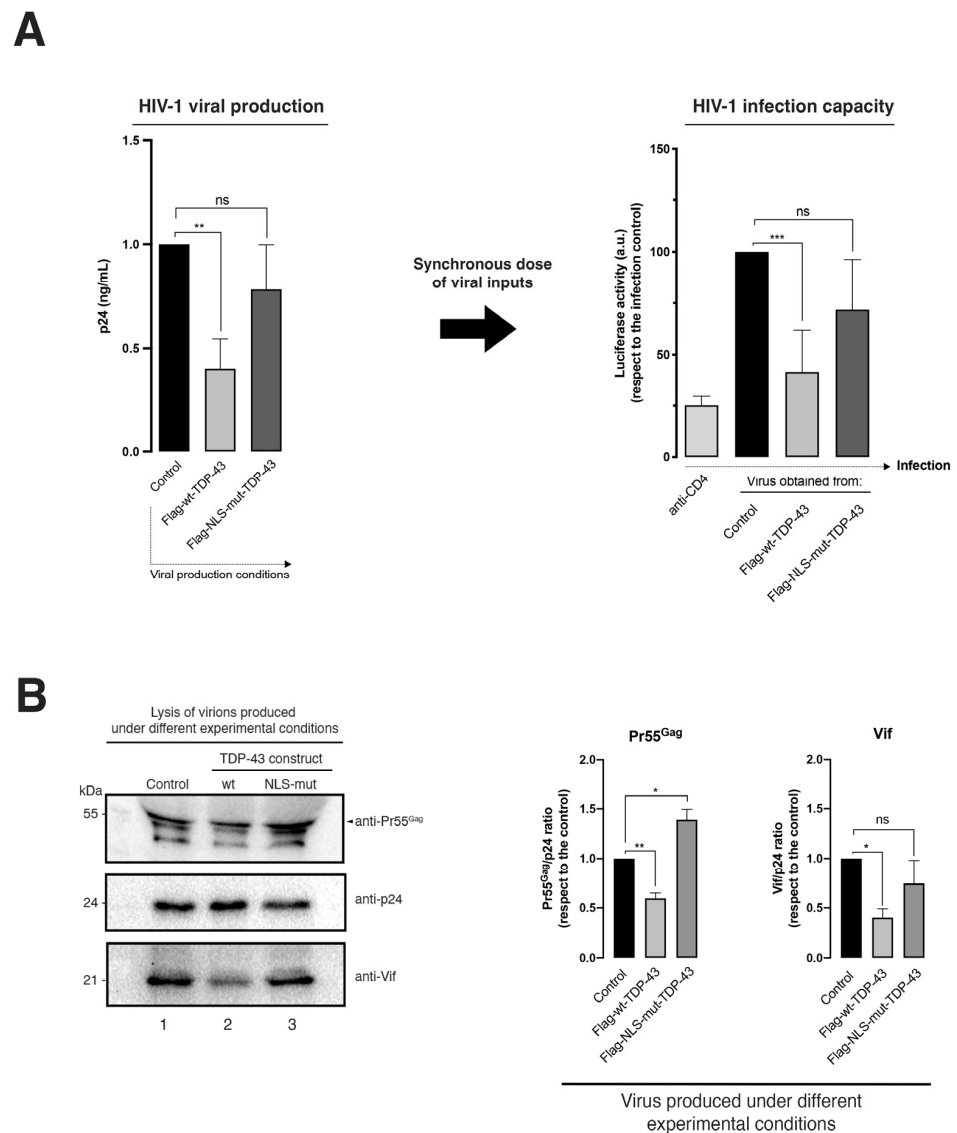 A
HIV-1 viral production
1.5
1.0
0.5
0.0
p24 (ng/mL)
ns
**
Control
Flag-wt-TDP-43
Flag-NLS-mut-TDP-43
Viral production conditions
Synchronous dose
of viral inputs
HIV-1 infection capacity
150
100
50
0
Luciferase activity (a.u.)
(respect to the infection control)
ns
***
Infection
Virus obtained from:
anti-CD4
Control
Flag-wt-TDP-43
Flag-NLS-mut-TDP-43
B
Lysis of virions produced
under different experimental conditions
TDP-43 construct
Control wt NLS-mut
kDa
55
anti-Pr55Gag
24
anti-p24
21
anti-Vif
1 2 3
Pr55Gag
2.0
1.5
1.0
0.5
0.0
Pr55Gag/p24 ratio
(respect to the control)
*
**
Control
Flag-wt-TDP-43
Flag-NLS-mut-TDP-43
Vif
2.0
1.5
1.0
0.5
0.0
Vif/p24 ratio
(respect to the control)
ns
*
Control
Flag-wt-TDP-43
Flag-NLS-mut-TDP-43
Virus produced under different
experimental conditions